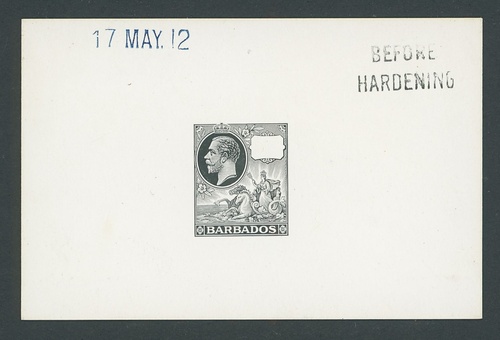 17 MAY. 12
BEFORE
HARDENING
BARBADOS